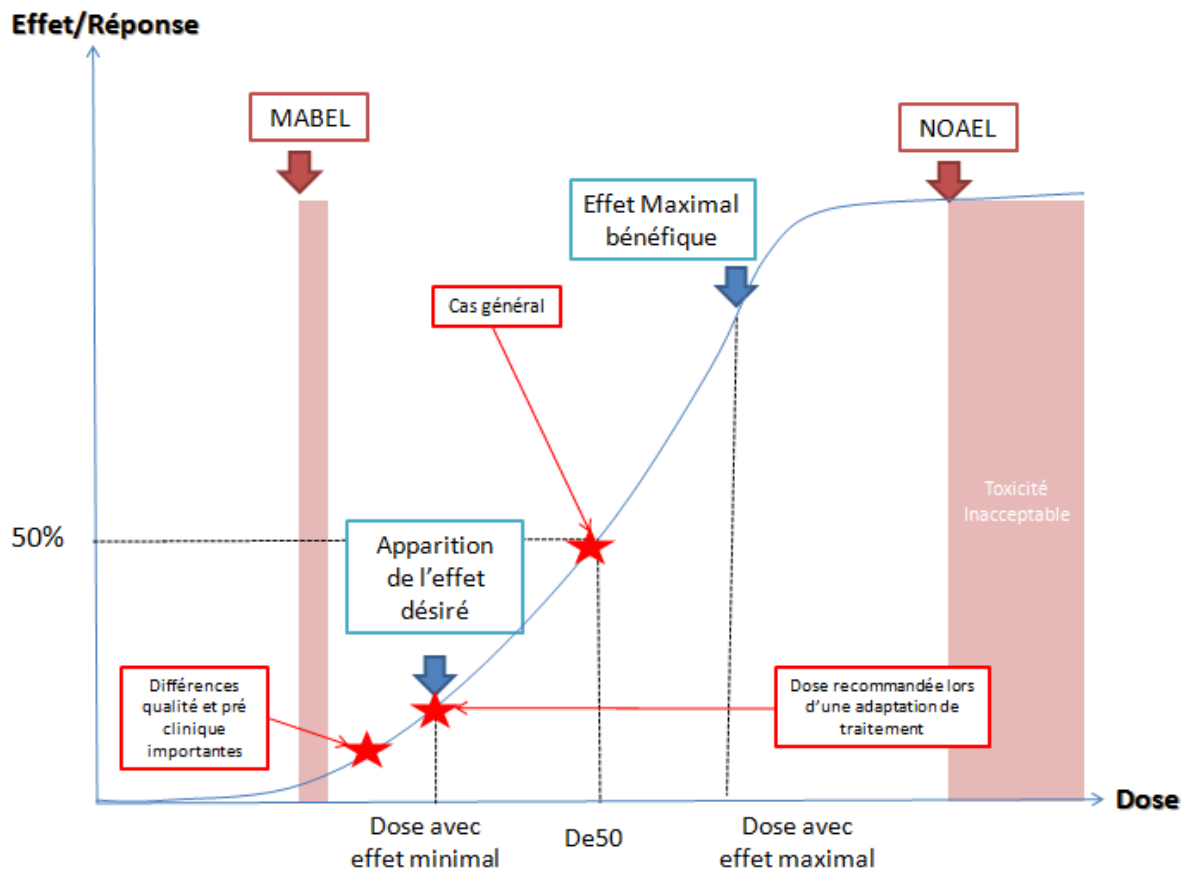 Effet/Réponse
MABEL
NOAEL
Effet Maximal
bénéfique
Cas général
Toxicité
Inacceptable
50%
Apparition
de l'effet
désiré
Différences
qualité et pré
clinique
importantes
Dose recommandée lors
d'une adaptation de
traitement
Dose
Dose avec
effet minimal
De50
Dose avec
effet maximal